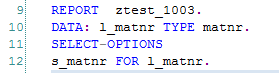 9 REPORT ztest_1003.
10 DATA: l_matnr TYPE matnr.
11 SELECT-OPTIONS
12 s_matnr FOR l_matnr.